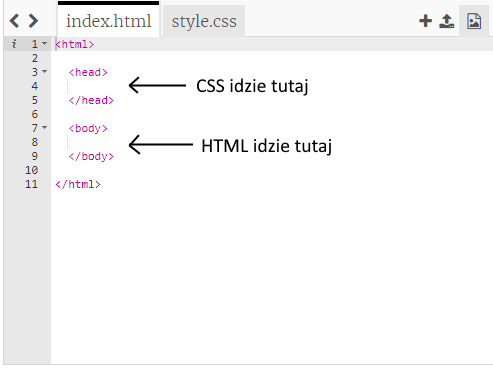 index.html style.css
i 1 <html>
2
3 <head>
4 CSS idzie tutaj
5 </head>
6
7 <body>
8 HTML idzie tutaj
9 </body>
10
11 </html>